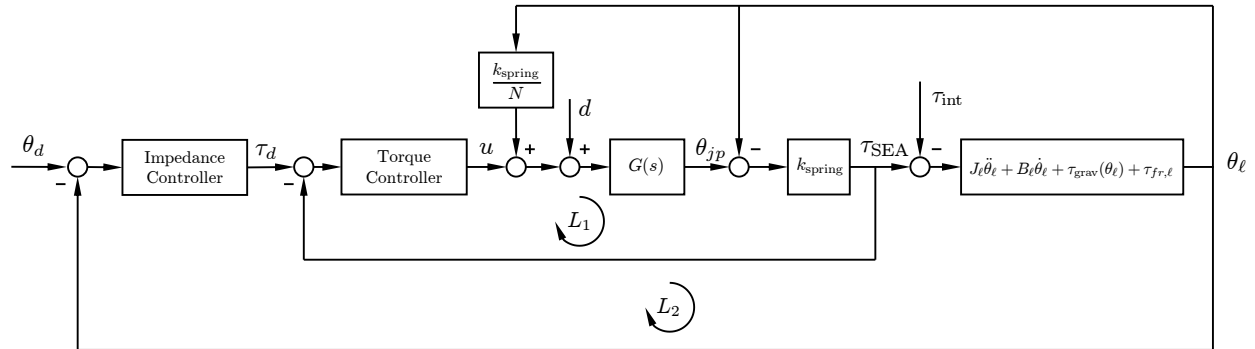 k_spring
N
d
τ_int
θ_d
-
Impedance
Controller
τ_d
-
Torque
Controller
u
+
+
G(s)
θ_jp
-
k_spring
τ_SEA
-
J_ℓ θ̈_ℓ + B_ℓ θ̇_ℓ + τ_grav(θ_ℓ) + τ_fr,ℓ
θ_ℓ
L_1
L_2